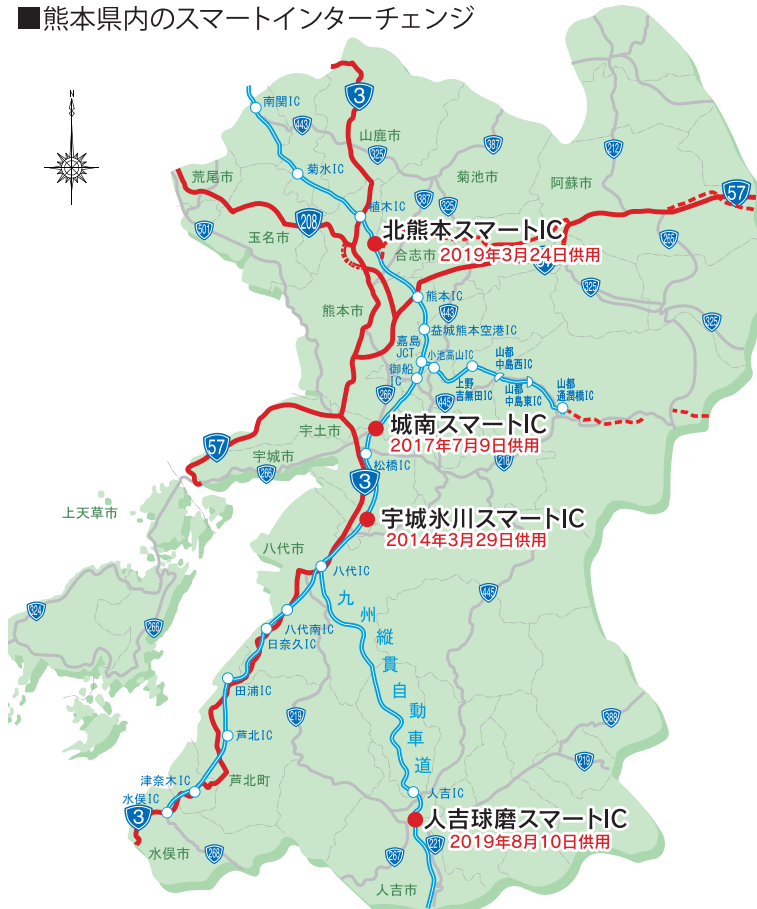 ■熊本県内のスマートインターチェンジ
N
3
南関IC
443
山鹿市
325
387
212
菊水IC
菊池市
阿蘇市
荒尾市
57
387
325
植木IC
208
501
玉名市
北熊本スマートIC
2019年3月24日供用
合志市
265
325
熊本IC
熊本市
443
325
益城熊本空港IC
嘉島
JCT
小池高山IC
山都
中島西IC
御船
IC
上野
吉無田IC
山都
中島東IC
山都
通潤橋IC
266
445
城南スマートIC
2017年7月9日供用
宇土市
57
宇城市
松橋IC
218
266
3
上天草市
宇城氷川スマートIC
2014年3月29日供用
八代市
八代IC
445
324
266
九州縦貫自動車道
八代南IC
日奈久IC
田浦IC
219
388
芦北IC
219
津奈木IC
芦北町
水俣IC
人吉IC
3
人吉球磨スマートIC
2019年8月10日供用
221
水俣市
268
267
人吉市